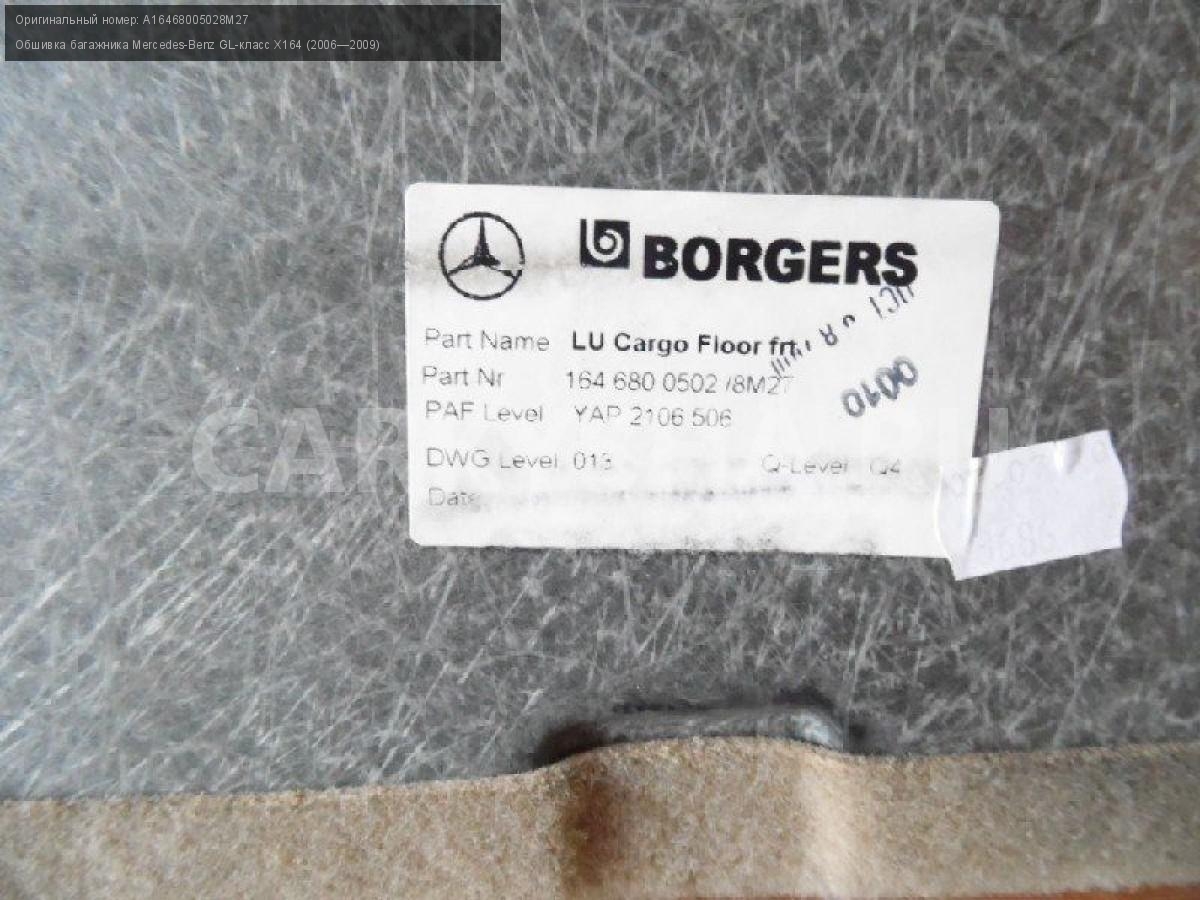 Оригинальный номер: A16468005028M27
Обшивка багажника Mercedes-Benz GL-класс X164 (2006—2009)
BORGERS
Part Name LU Cargo Floor frt
Part Nr 164 680 0502 /8M27
0010
PAF Level YAP 2106 506
DWG Level 013 Q-Level Q4
Date